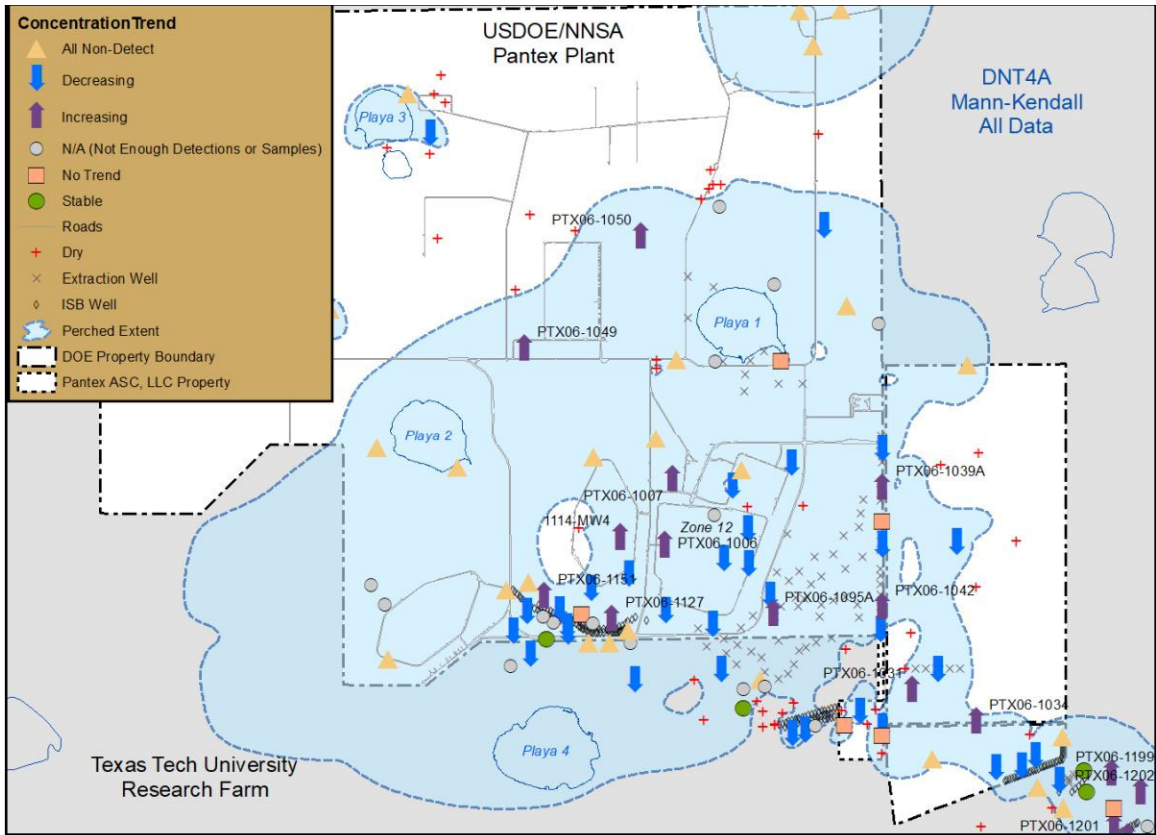 Concentration Trend
All Non-Detect
Decreasing
Increasing
N/A (Not Enough Detections or Samples)
No Trend
Stable
Roads
Dry
Extraction Well
ISB Well
Perched Extent
DOE Property Boundary
Pantex ASC, LLC Property
USDOE/NNSA
Pantex Plant
DNT4A
Mann-Kendall
All Data
Playa 3
PTX06-1050
Playa 1
PTX06-1049
Playa 2
PTX06-1039A
PTX06-1007
1114-MW4
Zone 12
PTX06-1006
PTX06-1151
PTX06-1095A
PTX06-1042
PTX06-1127
PTX06-1031
PTX06-1034
Playa 4
Texas Tech University
Research Farm
PTX06-1199
PTX06-1202
PTX06-1201